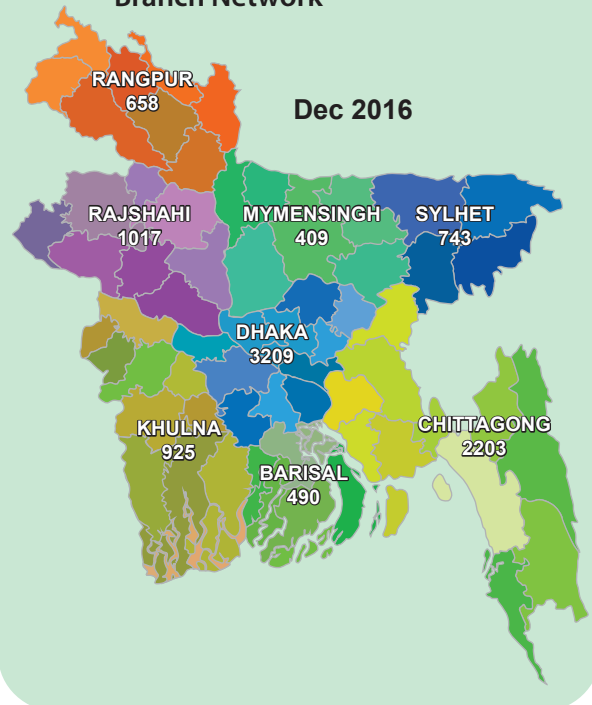 Branch Network
RANGPUR
658
Dec 2016
RAJSHAHI
1017
MYMENSINGH
409
SYLHET
743
DHAKA
3209
KHULNA
925
BARISAL
490
CHITTAGONG
2203